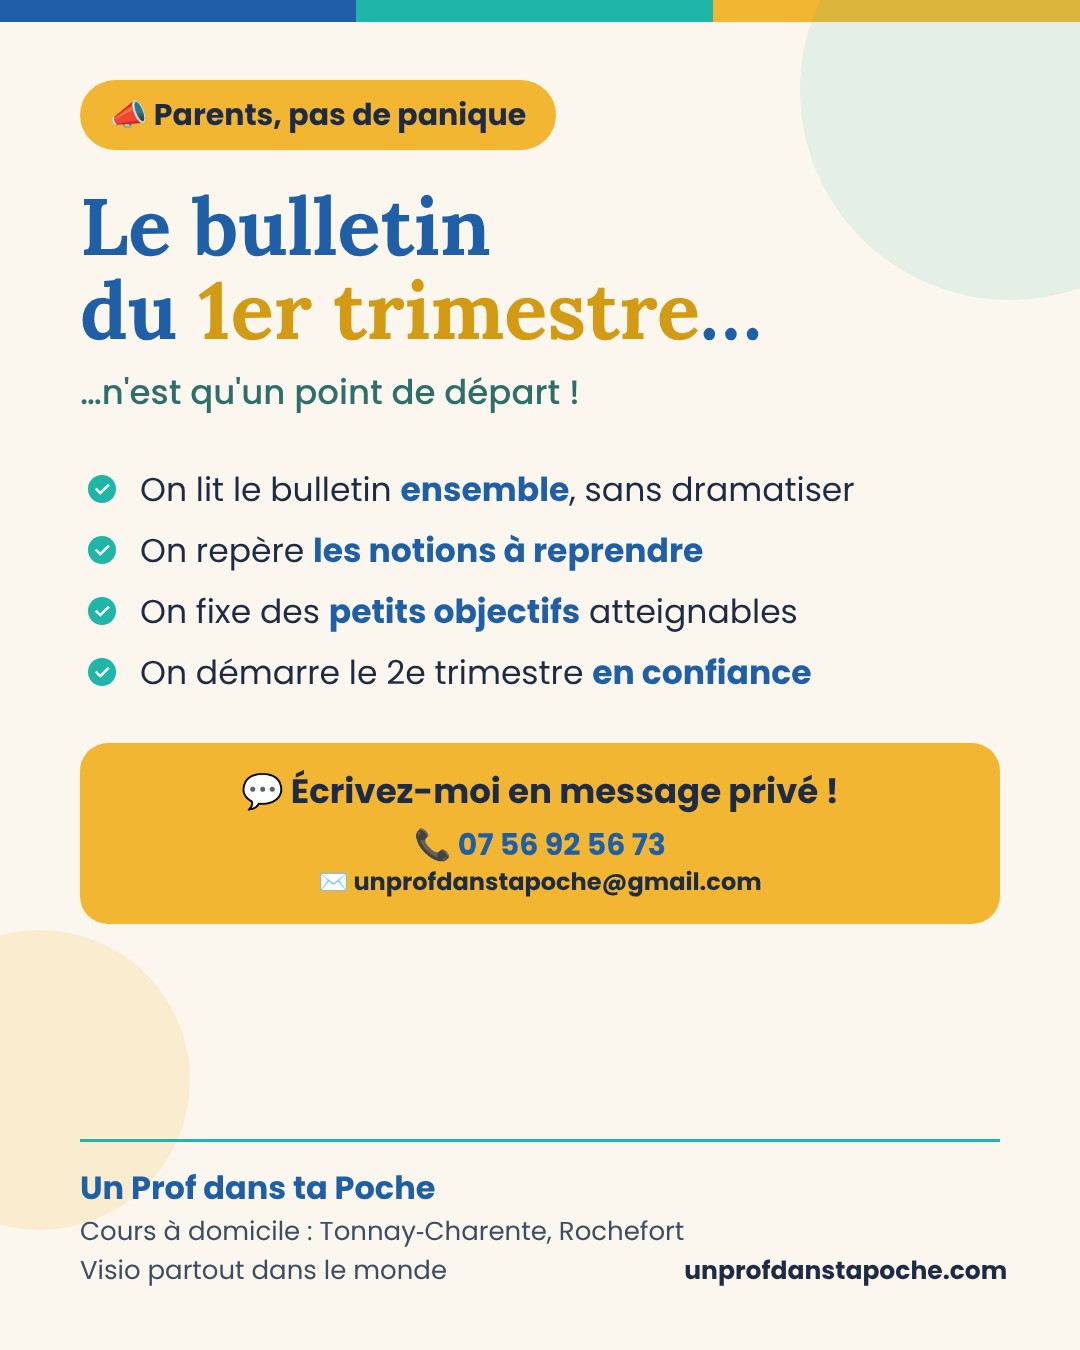 📣 Parents, pas de panique
Le bulletin
du 1er trimestre...
...n'est qu'un point de départ !
On lit le bulletin ensemble, sans dramatiser
On repère les notions à reprendre
On fixe des petits objectifs atteignables
On démarre le 2e trimestre en confiance
💬 Écrivez-moi en message privé !
📞 07 56 92 56 73
✉️ unprofdanstapoche@gmail.com
Un Prof dans ta Poche
Cours à domicile : Tonnay-Charente, Rochefort
Visio partout dans le monde
unprofdanstapoche.com